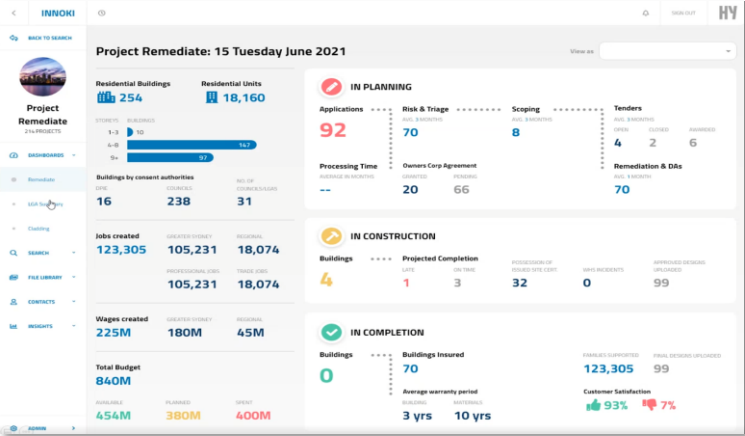 INNOKI
SIGN OUT
HY
BACK TO SEARCH
Project
Remediate
214 PROJECTS
DASHBOARDS
Remediate
LGA Summary
Cladding
SEARCH
FILE LIBRARY
CONTACTS
INSIGHTS
ADMIN
Project Remediate: 15 Tuesday June 2021
View as
Residential Buildings
Residential Units
254
18,160
STOREYS
BUILDINGS
1-3
10
4-8
147
9+
97
Buildings by consent authorities
DPIE
COUNCILS
NO. OF
COUNCILS/LGAS
16
238
31
Jobs created
GREATER SYDNEY
REGIONAL
123,305
105,231
18,074
PROFESSIONAL JOBS
TRADE JOBS
105,231
18,074
Wages created
GREATER SYDNEY
REGIONAL
225M
180M
45M
Total Budget
840M
AVAILABLE
PLANNED
SPENT
454M
380M
400M
IN PLANNING
Applications
Risk & Triage
Scoping
Tenders
AVG. 3 MONTHS
AVG. 3 MONTHS
AVG. 3 MONTHS
92
70
8
OPEN
CLOSED
AWARDED
4
2
6
Processing Time
Owners Corp Agreement
Remediation & DAs
AVERAGE IN MONTHS
GRANTED
PENDING
AVG. 1 MONTH
--
20
66
70
IN CONSTRUCTION
Buildings
Projected Completion
POSSESSION OF
ISSUED SITE CERT.
WHS INCIDENTS
APPROVED DESIGNS
UPLOADED
LATE
ON TIME
4
1
3
32
0
99
IN COMPLETION
Buildings
Buildings Insured
FAMILIES SUPPORTED
FINAL DESIGNS UPLOADED
0
70
123,305
99
Average warranty period
Customer Satisfaction
BUILDING
MATERIALS
3 yrs
10 yrs
93%
7%